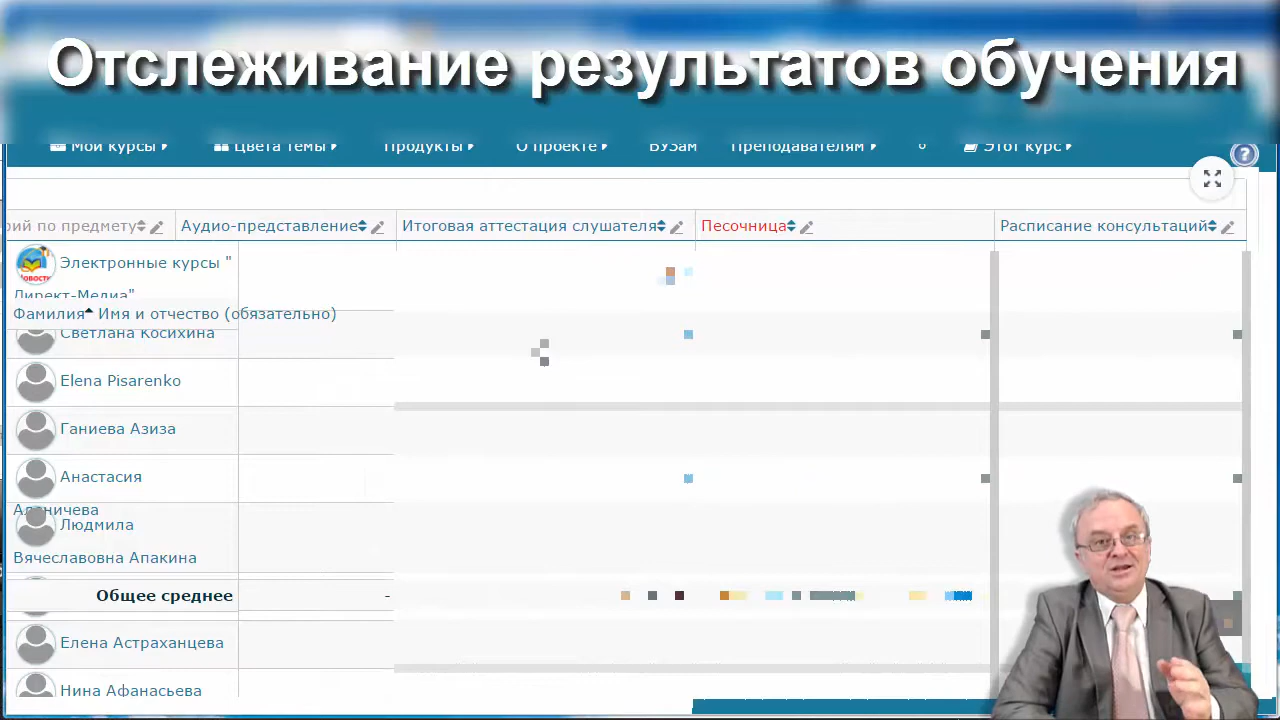 Отслеживание результатов обучения
Мои курсы Цвета темы Продукты О проекте ВУЗам Преподавателям Этот курс
?
рий по предмету Аудио-представление Итоговая аттестация слушателя Песочница Расписание консультаций
Электронные курсы "
Директ-Медиа"
Фамилия Имя и отчество (обязательно)
Светлана Косихина
Elena Pisarenko
Ганиева Азиза
Анастасия
Людмила
Вячеславовна Апакина
Общее среднее -
Елена Астраханцева
Нина Афанасьева